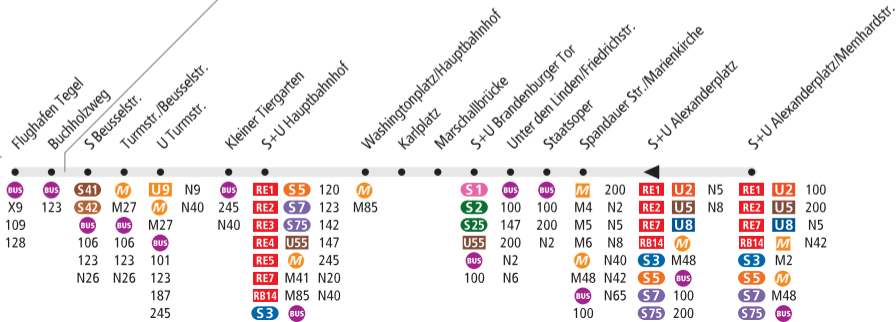 Flughafen Tegel
Buchholzweg
S Beusselstr.
Turmstr./Beusselstr.
U Turmstr.
Kleiner Tiergarten
S+U Hauptbahnhof
Washingtonplatz/Hauptbahnhof
Karlplatz
Marschallbrücke
S+U Brandenburger Tor
Unter den Linden/Friedrichstr.
Staatsoper
Spandauer Str./Marienkirche
S+U Alexanderplatz
S+U Alexanderplatz/Memhardstr.
BUS BUS S41 M U9 N9 BUS RE1 S5 120 M S1 BUS BUS M 200 RE1 U2 N5 RE1 U2 100
X9 123 S42 M27 M N40 245 RE2 S7 123 M85 S2 100 100 M4 N2 RE2 U5 N8 RE2 U5 200
109 BUS BUS M27 N40 RE3 S75 142 S25 147 200 M5 N5 RE7 U8 RE7 U8 N5
128 106 106 BUS RE4 U55 147 U55 200 N2 M6 N8 RB14 M RB14 M N42
123 123 101 RE5 M 245 BUS N2 M N40 S3 M48 S3 M2
N26 N26 123 RE7 M41 N20 100 N6 M48 N42 S5 BUS S5 M
187 RB14 M85 N40 BUS N65 S7 100 S7 M48
245 S3 BUS 100 S75 200 S75 BUS